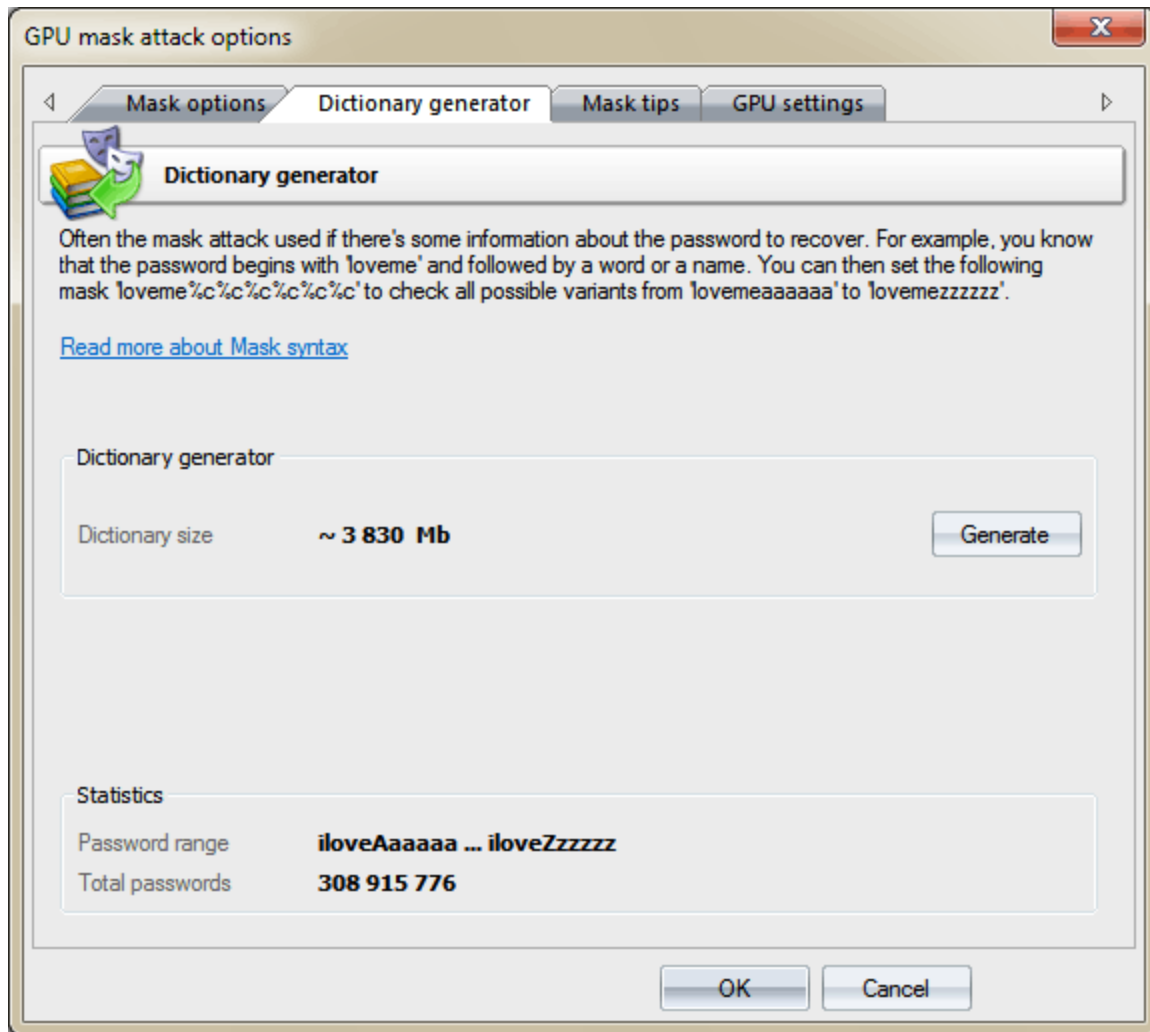 GPU mask attack options
Mask options
Dictionary generator
Mask tips
GPU settings
Dictionary generator
Often the mask attack used if there's some information about the password to recover. For example, you know
that the password begins with 'loveme' and followed by a word or a name. You can then set the following
mask 'loveme%c%c%c%c%c%c' to check all possible variants from 'lovemeaaaaaa' to 'lovemezzzzzz'.
Read more about Mask syntax
Dictionary generator
Dictionary size ~ 3 830 Mb
Generate
Statistics
Password range iloveAaaaaa ... iloveZzzzzz
Total passwords 308 915 776
OK
Cancel